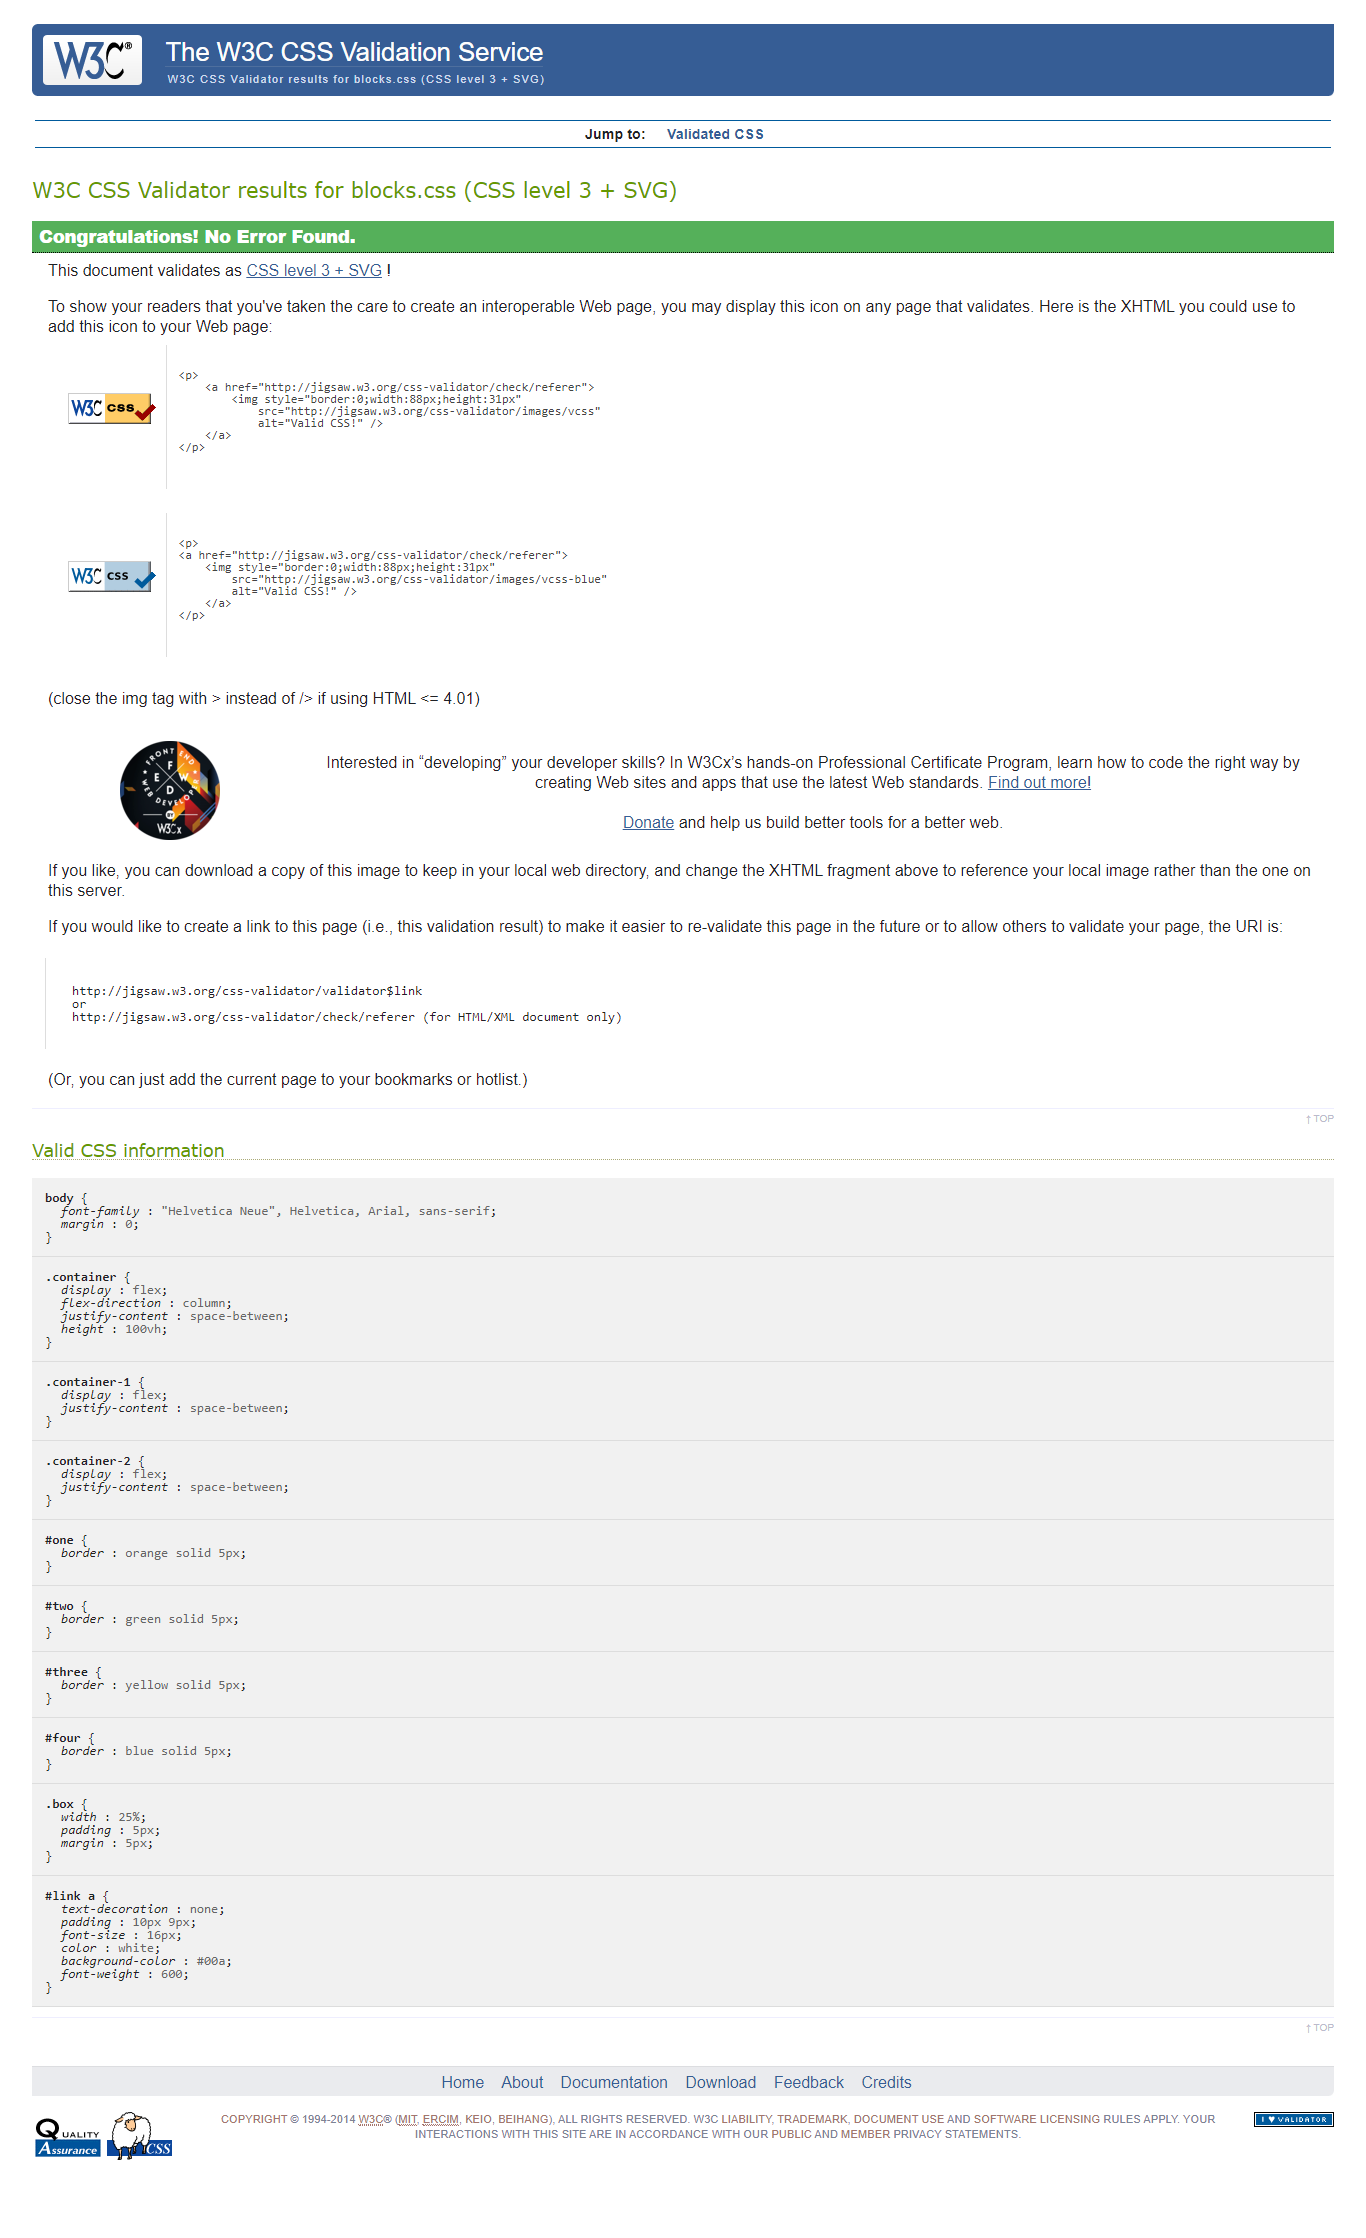 W3C®
The W3C CSS Validation Service
W3C CSS Validator results for blocks.css (CSS level 3 + SVG)
Jump to: Validated CSS
W3C CSS Validator results for blocks.css (CSS level 3 + SVG)
Congratulations! No Error Found.
This document validates as CSS level 3 + SVG !
To show your readers that you've taken the care to create an interoperable Web page, you may display this icon on any page that validates. Here is the XHTML you could use to
add this icon to your Web page:
W3C CSS
<p>
    <a href="http://jigsaw.w3.org/css-validator/check/referer">
        <img style="border:0;width:88px;height:31px"
            src="http://jigsaw.w3.org/css-validator/images/vcss"
            alt="Valid CSS!" />
    </a>
</p>
W3C css
<p>
<a href="http://jigsaw.w3.org/css-validator/check/referer">
    <img style="border:0;width:88px;height:31px"
        src="http://jigsaw.w3.org/css-validator/images/vcss-blue"
        alt="Valid CSS!" />
    </a>
</p>
(close the img tag with > instead of /> if using HTML <= 4.01)
FRONT END
E F W D
WEB DEVELOPER
BY
W3Cx
Interested in “developing” your developer skills? In W3Cx’s hands-on Professional Certificate Program, learn how to code the right way by
creating Web sites and apps that use the latest Web standards. Find out more!
Donate and help us build better tools for a better web.
If you like, you can download a copy of this image to keep in your local web directory, and change the XHTML fragment above to reference your local image rather than the one on
this server.
If you would like to create a link to this page (i.e., this validation result) to make it easier to re-validate this page in the future or to allow others to validate your page, the URI is:
http://jigsaw.w3.org/css-validator/validator$link
or
http://jigsaw.w3.org/css-validator/check/referer (for HTML/XML document only)
(Or, you can just add the current page to your bookmarks or hotlist.)
↑ TOP
Valid CSS information
body {
  font-family : "Helvetica Neue", Helvetica, Arial, sans-serif;
  margin : 0;
}
.container {
  display : flex;
  flex-direction : column;
  justify-content : space-between;
  height : 100vh;
}
.container-1 {
  display : flex;
  justify-content : space-between;
}
.container-2 {
  display : flex;
  justify-content : space-between;
}
#one {
  border : orange solid 5px;
}
#two {
  border : green solid 5px;
}
#three {
  border : yellow solid 5px;
}
#four {
  border : blue solid 5px;
}
.box {
  width : 25%;
  padding : 5px;
  margin : 5px;
}
#link a {
  text-decoration : none;
  padding : 10px 9px;
  font-size : 16px;
  color : white;
  background-color : #00a;
  font-weight : 600;
}
↑ TOP
Home About Documentation Download Feedback Credits
QUALITY
Assurance
CSS
COPYRIGHT © 1994-2014 W3C® (MIT, ERCIM, KEIO, BEIHANG), ALL RIGHTS RESERVED. W3C LIABILITY, TRADEMARK, DOCUMENT USE AND SOFTWARE LICENSING RULES APPLY. YOUR
INTERACTIONS WITH THIS SITE ARE IN ACCORDANCE WITH OUR PUBLIC AND MEMBER PRIVACY STATEMENTS.
I ♥ VALIDATOR